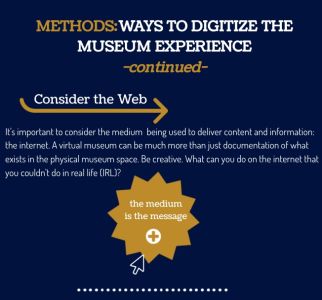 METHODS: WAYS TO DIGITIZE THE
MUSEUM EXPERIENCE
-continued-
Consider the Web
It's important to consider the medium being used to deliver content and information:
the internet. A virtual museum can be much more than just documentation of what
exists in the physical museum space. Be creative. What can you do on the internet that
you couldn't do in real life (IRL)?
the medium
is the message